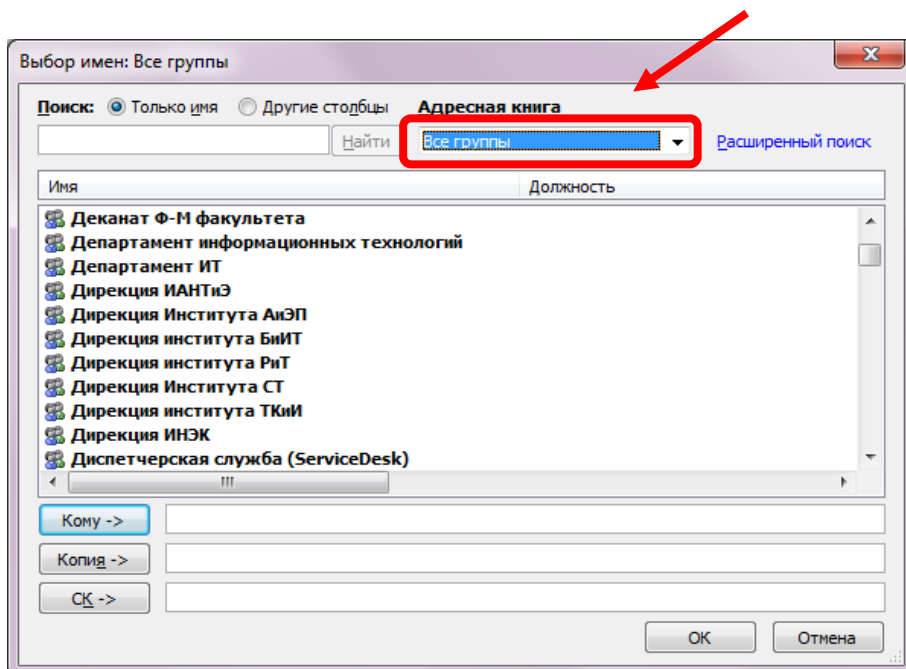 Выбор имен: Все группы
Поиск: Только имя Другие столбцы Адресная книга
Найти Все группы Расширенный поиск
Имя Должность
Деканат Ф-М факультета
Департамент информационных технологий
Департамент ИТ
Дирекция ИАНТиЭ
Дирекция Института АиЭП
Дирекция института БиИТ
Дирекция института РиТ
Дирекция Института СТ
Дирекция института ТКиИ
Дирекция ИНЭК
Диспетчерская служба (ServiceDesk)
Кому ->
Копия ->
СК ->
ОК Отмена